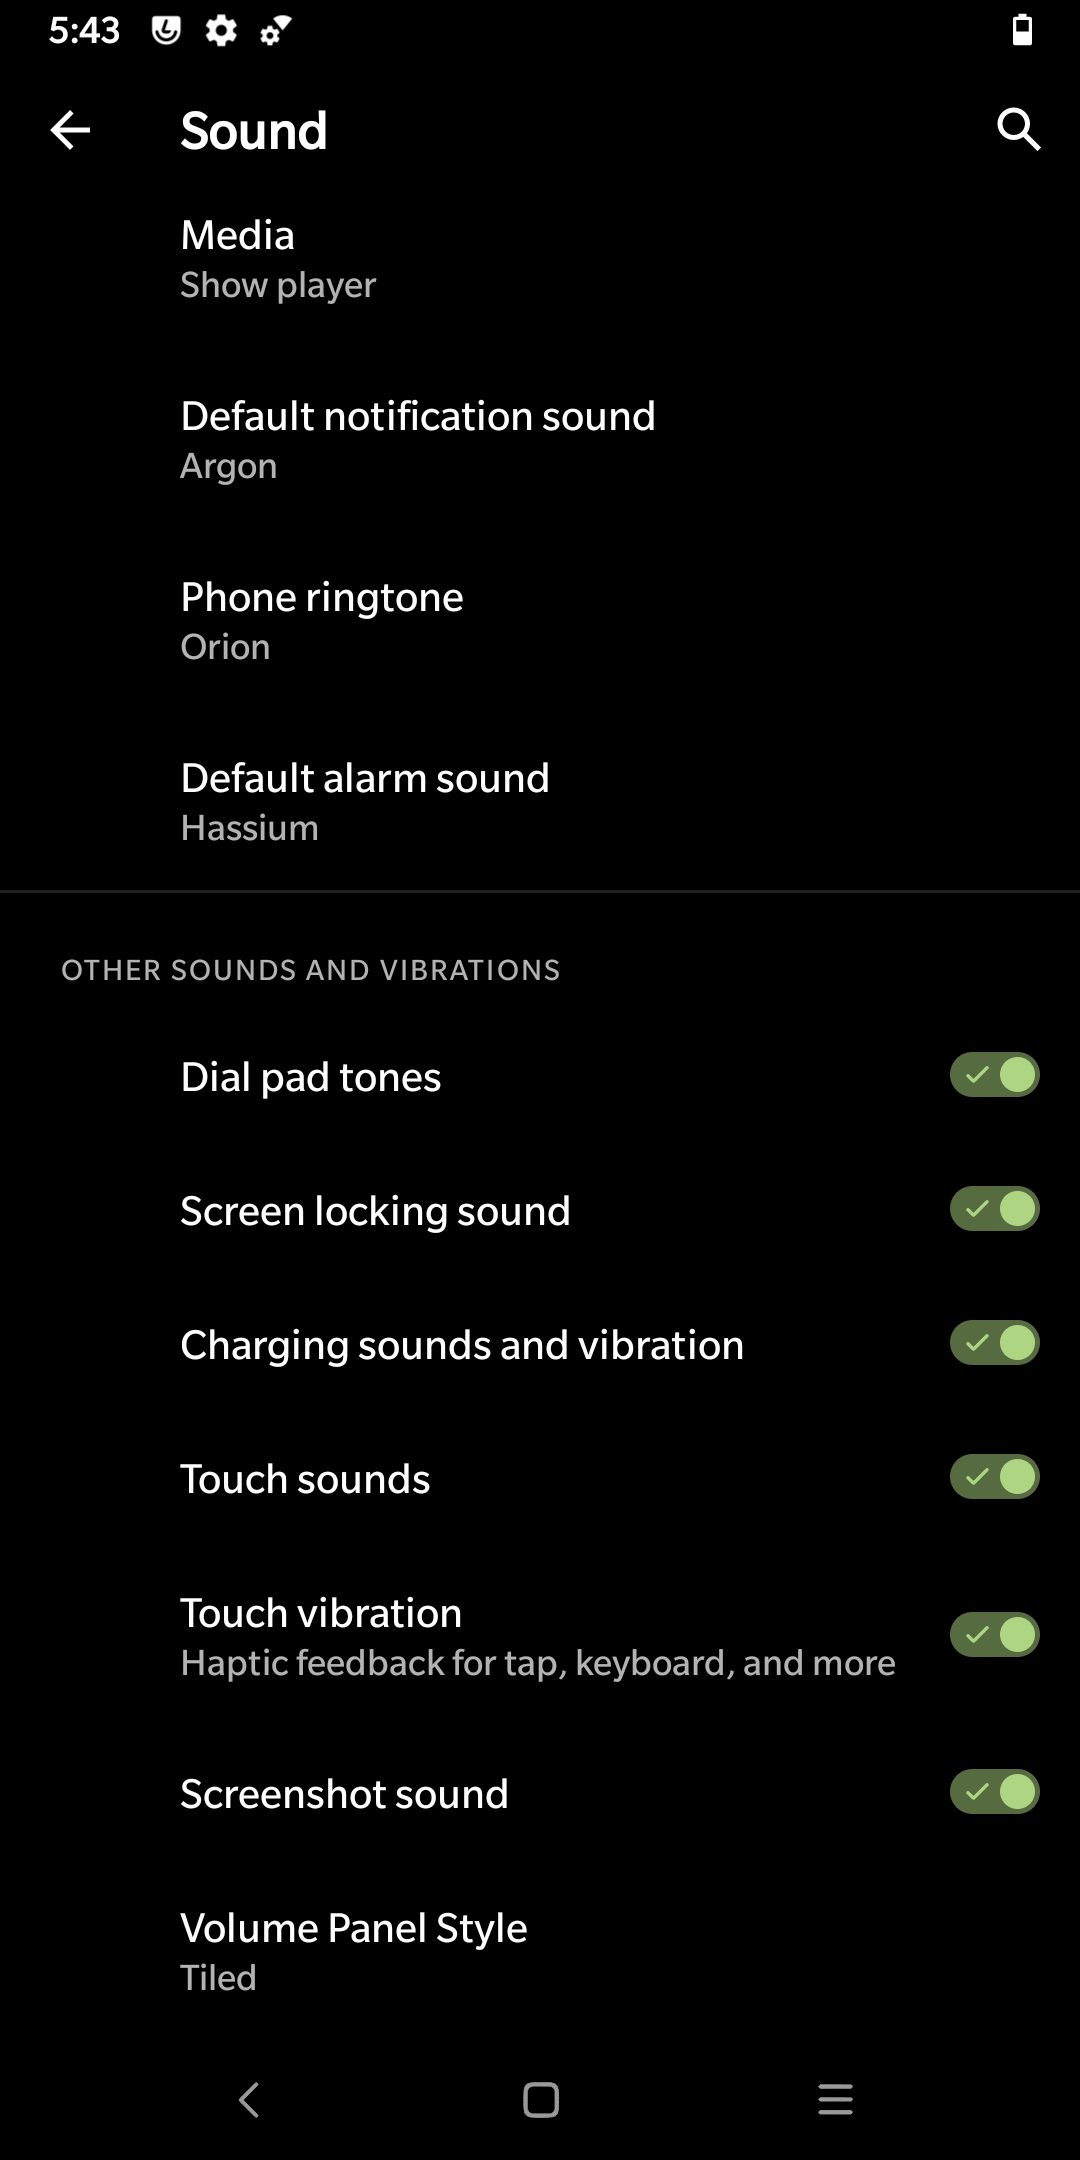 5:43
Sound
Media
Show player
Default notification sound
Argon
Phone ringtone
Orion
Default alarm sound
Hassium
OTHER SOUNDS AND VIBRATIONS
Dial pad tones
Screen locking sound
Charging sounds and vibration
Touch sounds
Touch vibration
Haptic feedback for tap, keyboard, and more
Screenshot sound
Volume Panel Style
Tiled